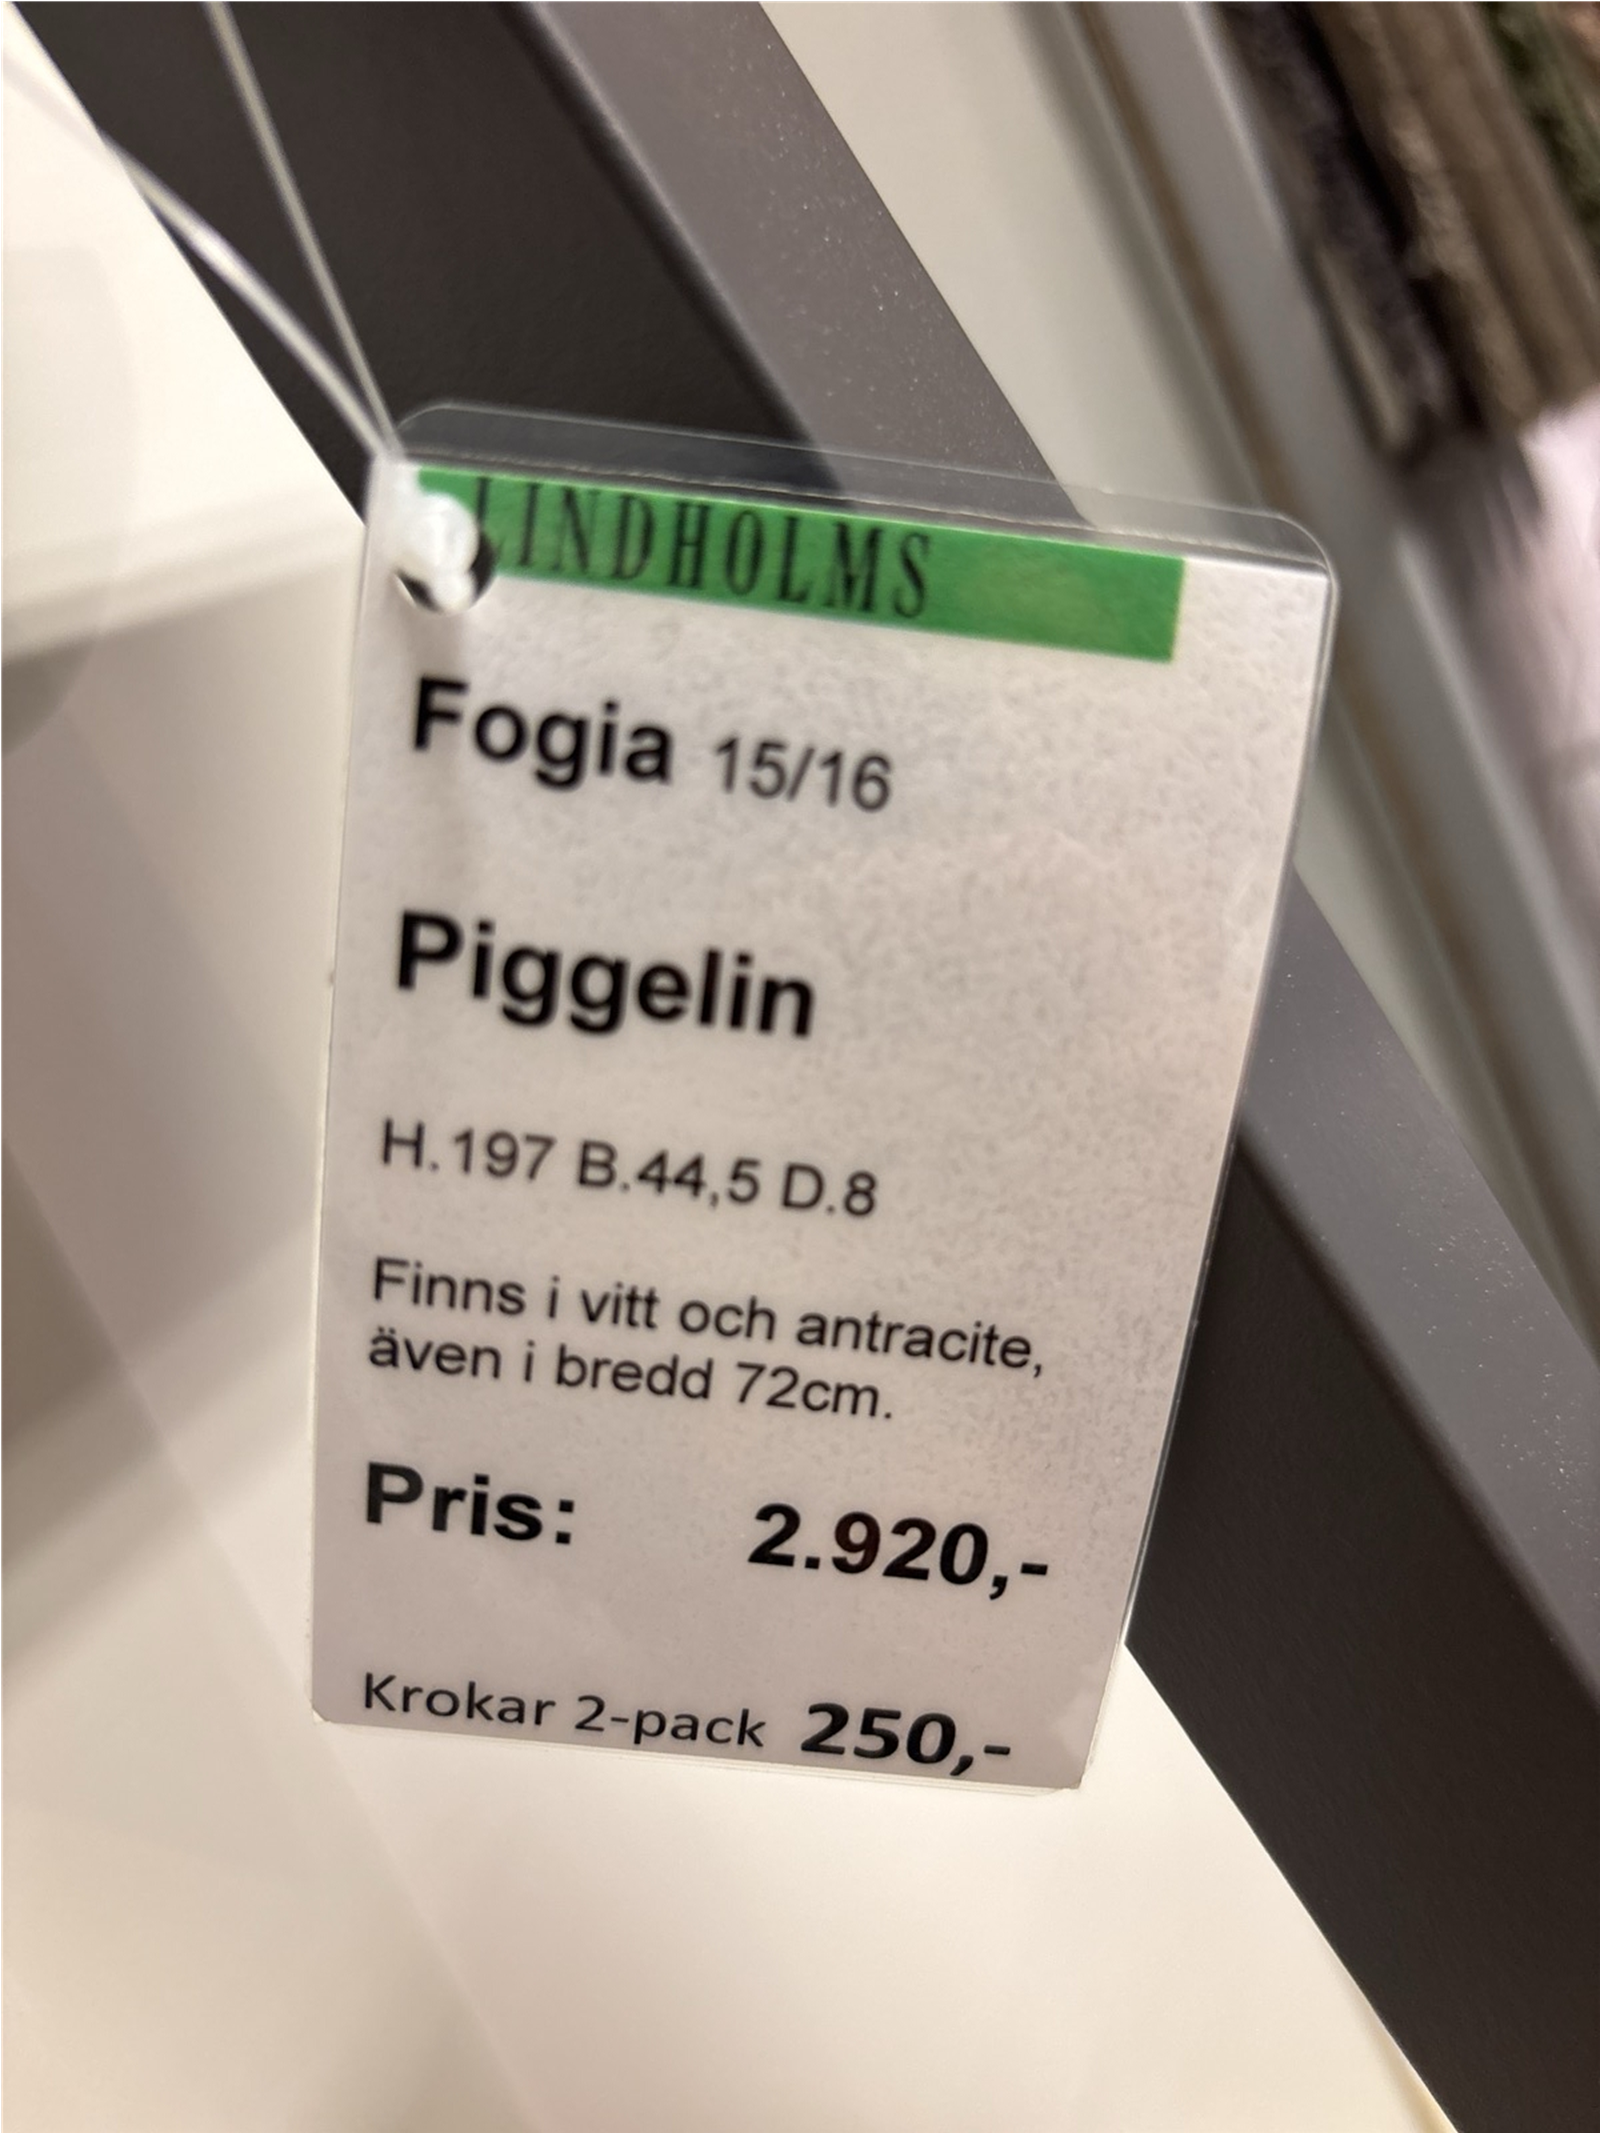 LINDHOLMS
Fogia 15/16
Piggelin
H.197 B.44,5 D.8
Finns i vitt och antracite,
även i bredd 72cm.
Pris: 2.920,-
Krokar 2-pack 250,-